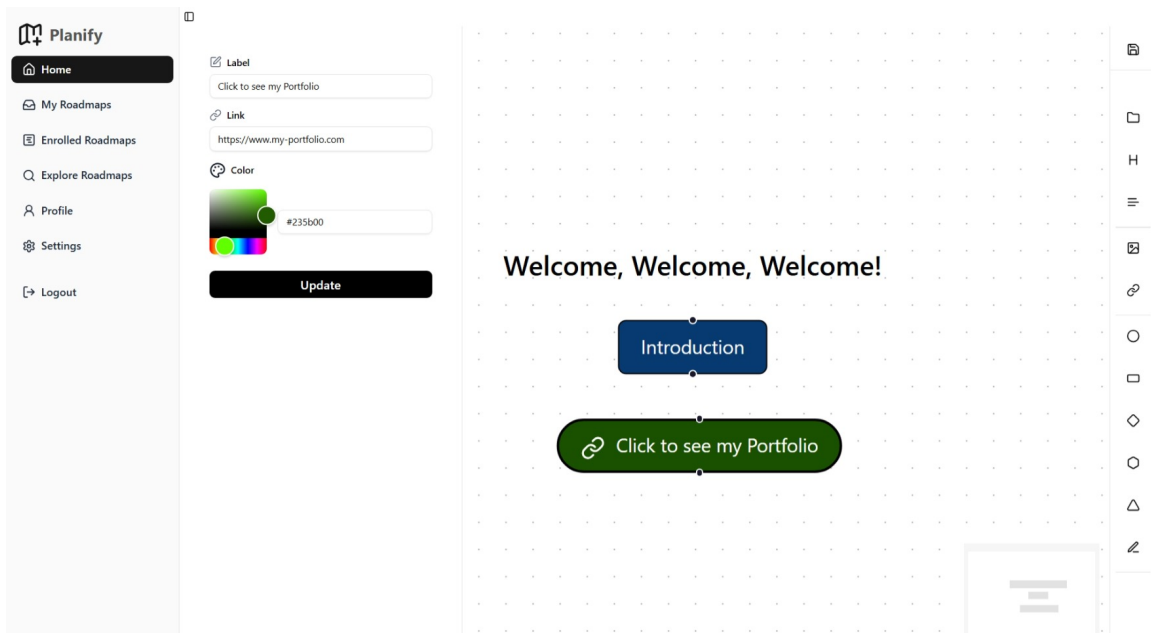 Planify
Home
My Roadmaps
Enrolled Roadmaps
Explore Roadmaps
Profile
Settings
Logout
Label
Click to see my Portfolio
Link
https://www.my-portfolio.com
Color
#235b00
Update
Welcome, Welcome, Welcome!
Introduction
Click to see my Portfolio
H